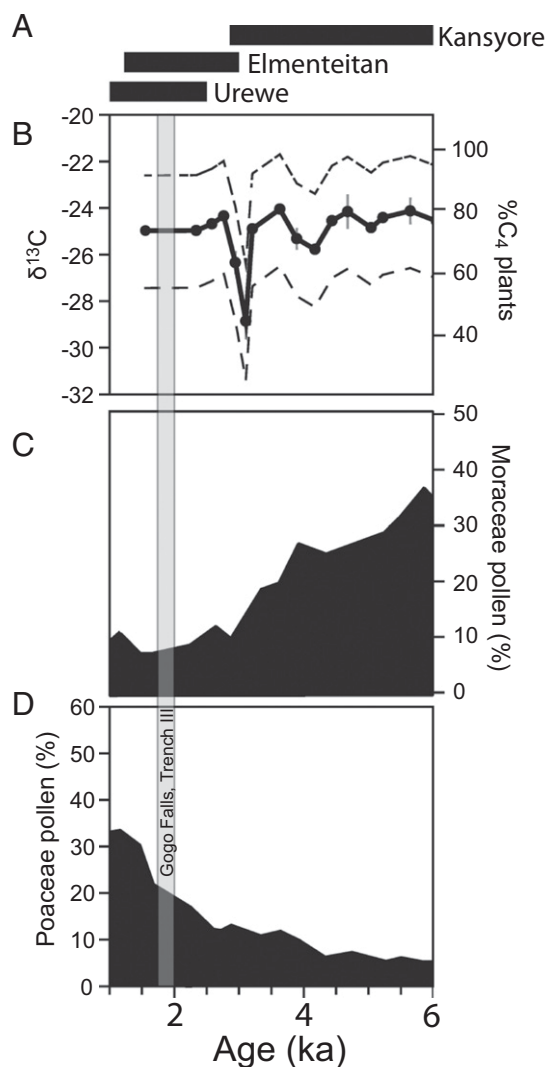 A
Kansyore
Elmenteitan
Urewe
B
-20
-22
-24
-26
-28
-30
-32
δ13C
100
80
60
40
%C4 plants
C
50
40
30
20
10
0
Moraceae pollen (%)
D
60
50
40
30
20
10
0
Poaceae pollen (%)
Gogo Falls, Trench III
2
4
6
Age (ka)